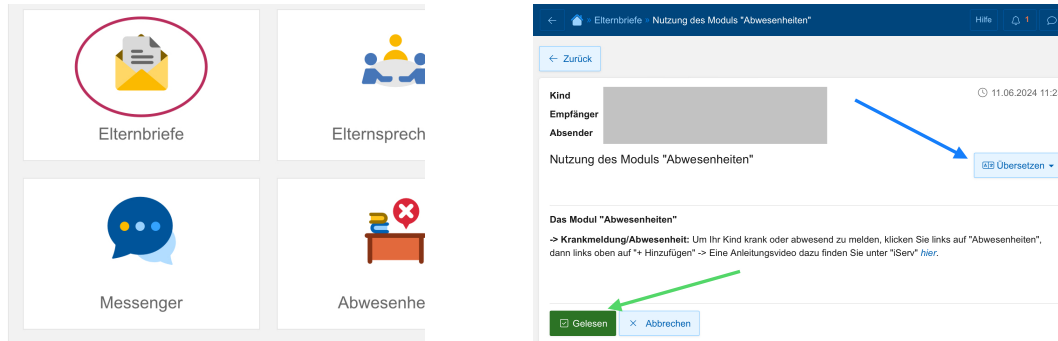 Elternbriefe
Elternsprech
Messenger
Abwesenhe
Elternbriefe » Nutzung des Moduls "Abwesenheiten"
Hilfe
1
← Zurück
Kind
11.06.2024 11:2
Empfänger
Absender
Nutzung des Moduls "Abwesenheiten"
Übersetzen
Das Modul "Abwesenheiten"
-> Krankmeldung/Abwesenheit: Um Ihr Kind krank oder abwesend zu melden, klicken Sie links auf "Abwesenheiten",
dann links oben auf "+ Hinzufügen" -> Eine Anleitungsvideo dazu finden Sie unter "iServ" hier.
Gelesen
× Abbrechen